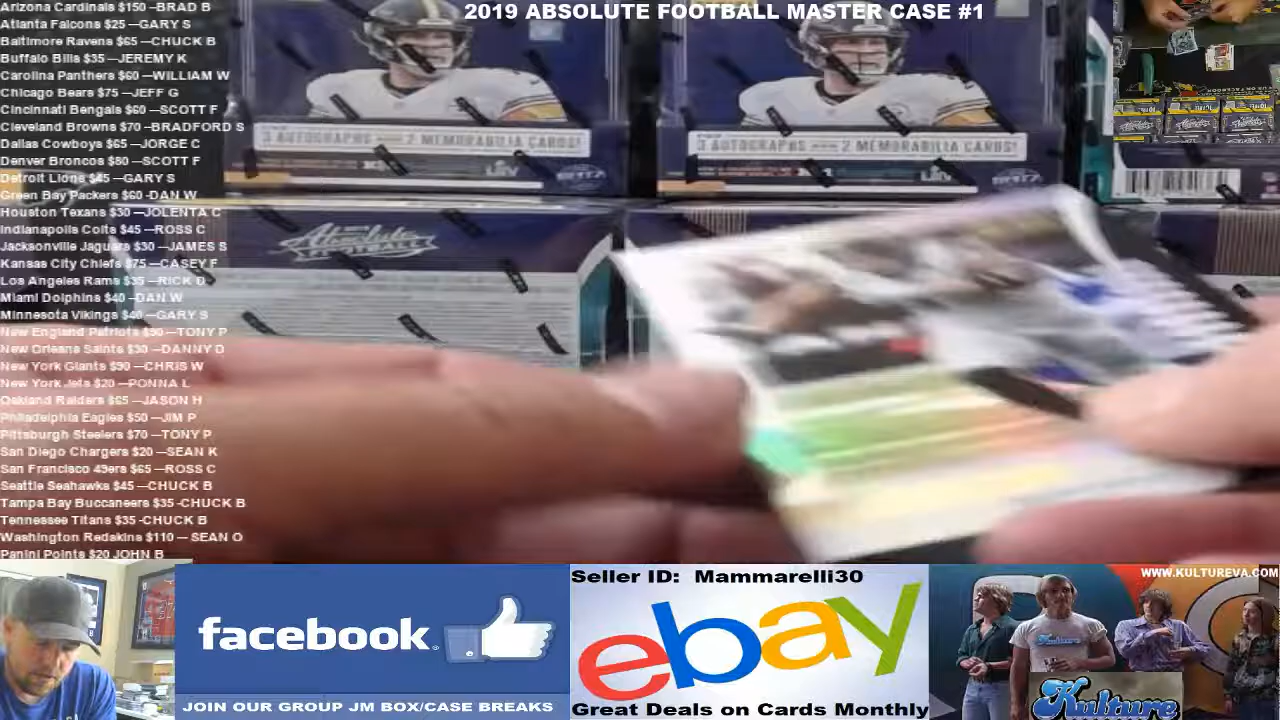 2019 ABSOLUTE FOOTBALL MASTER CASE #1
Arizona Cardinals $150 --BRAD B
Atlanta Falcons $25 --GARY S
Baltimore Ravens $65 --CHUCK B
Buffalo Bills $35 --JEREMY K
Carolina Panthers $60 --WILLIAM W
Chicago Bears $75 --JEFF G
Cincinnati Bengals $60 --SCOTT F
Cleveland Browns $70 --BRADFORD S
Dallas Cowboys $65 --JORGE C
Denver Broncos $80 --SCOTT F
Detroit Lions $45 --GARY S
Green Bay Packers $60 -DAN W
Houston Texans $30 --JOLENTA C
Indianapolis Colts $45 --ROSS C
Jacksonville Jaguars $30 --JAMES S
Kansas City Chiefs $75 --CASEY F
Los Angeles Rams $35 --RICK D
Miami Dolphins $40 -DAN W
Minnesota Vikings $40 --GARY S
New England Patriots $90 --TONY P
New Orleans Saints $30 --DANNY D
New York Giants $90 --CHRIS W
New York Jets $20 --PONNA L
Oakland Raiders $65 --JASON H
Philadelphia Eagles $50 --JIM P
Pittsburgh Steelers $70 --TONY P
San Diego Chargers $20 --SEAN K
San Francisco 49ers $65 --ROSS C
Seattle Seahawks $45 --CHUCK B
Tampa Bay Buccaneers $35 -CHUCK B
Tennessee Titans $35 -CHUCK B
Washington Redskins $110 -- SEAN O
Panini Points $20 JOHN B
3 AUTOGRAPHS 2 MEMORABILIA CARDS!
3 AUTOGRAPHS 2 MEMORABILIA CARDS!
Absolute
FOOTBALL
facebook
JOIN OUR GROUP JM BOX/CASE BREAKS
Seller ID: Mammarelli30
ebay
Great Deals on Cards Monthly
WWW.KULTUREVA.COM
Kulture